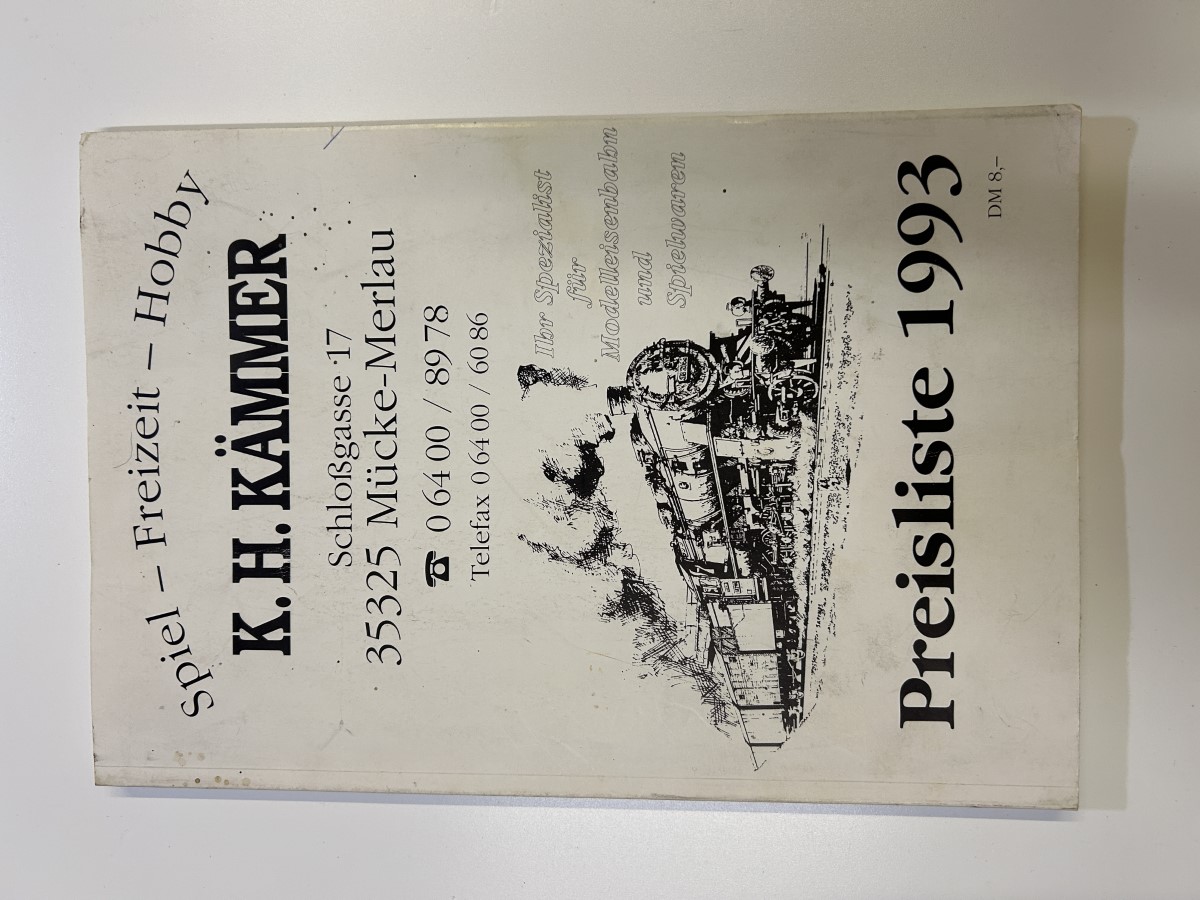 Spiel – Freizeit – Hobby
K. H. KÄMMER
Schloßgasse 17
35325 Mücke-Merlau
☎ 0 64 00 / 89 78
Telefax 0 64 00 / 60 86
Ihr Spezialist
für
Modelleisenbahn
und
Spielwaren
Preisliste 1993
DM 8,–